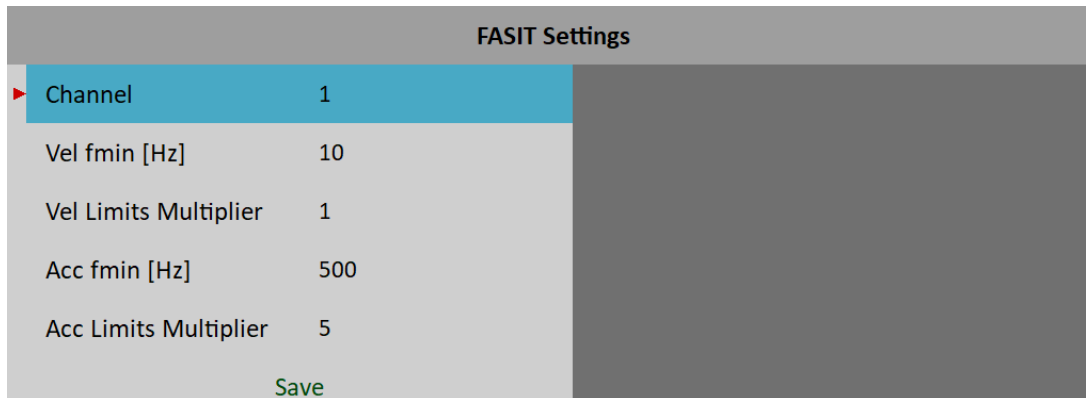 FASIT Settings
Channel 1
Vel fmin [Hz] 10
Vel Limits Multiplier 1
Acc fmin [Hz] 500
Acc Limits Multiplier 5
Save